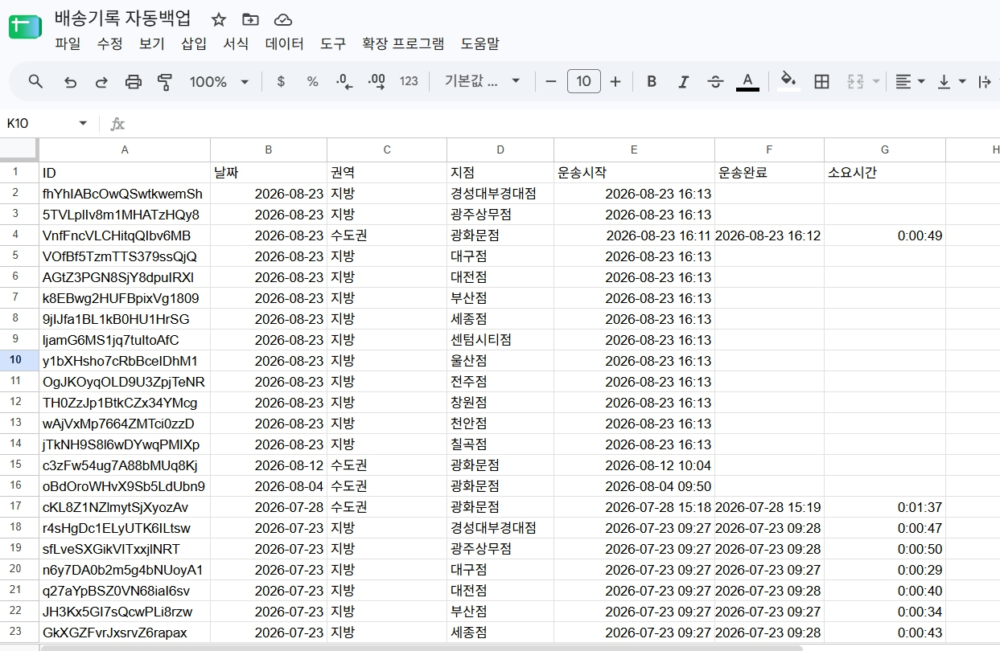 배송기록 자동백업
파일 수정 보기 삽입 서식 데이터 도구 확장 프로그램 도움말
100% $ % .0 .00 123 기본값 ... 10 B I S A
K10 fx
A B C D E F G H
1 ID 날짜 권역 지점 운송시작 운송완료 소요시간
2 fhYhIABcOwQSwtkwemSh 2026-08-23 지방 경성대부경대점 2026-08-23 16:13
3 5TVLpllv8m1MHATzHQy8 2026-08-23 지방 광주상무점 2026-08-23 16:13
4 VnfFncVLCHitqQIbv6MB 2026-08-23 수도권 광화문점 2026-08-23 16:11 2026-08-23 16:12 0:00:49
5 VOfBf5TzmTTS379ssQjQ 2026-08-23 지방 대구점 2026-08-23 16:13
6 AGtZ3PGN8SjY8dpuIRXl 2026-08-23 지방 대전점 2026-08-23 16:13
7 k8EBwg2HUFBpixVg1809 2026-08-23 지방 부산점 2026-08-23 16:13
8 9jIJfa1BL1kB0HU1HrSG 2026-08-23 지방 세종점 2026-08-23 16:13
9 ljamG6MS1jq7tuItoAfC 2026-08-23 지방 센텀시티점 2026-08-23 16:13
10 y1bXHsho7cRbBceIDhM1 2026-08-23 지방 울산점 2026-08-23 16:13
11 OgJKOyqOLD9U3ZpjTeNR 2026-08-23 지방 전주점 2026-08-23 16:13
12 TH0ZzJp1BtkCZx34YMcg 2026-08-23 지방 창원점 2026-08-23 16:13
13 wAjVxMp7664ZMTci0zzD 2026-08-23 지방 천안점 2026-08-23 16:13
14 jTkNH9S8l6wDYwqPMIXp 2026-08-23 지방 칠곡점 2026-08-23 16:13
15 c3zFw54ug7A88bMUq8Kj 2026-08-12 수도권 광화문점 2026-08-12 10:04
16 oBdOroWHvX9Sb5LdUbn9 2026-08-04 수도권 광화문점 2026-08-04 09:50
17 cKL8Z1NZlmytSjXyozAv 2026-07-28 수도권 광화문점 2026-07-28 15:18 2026-07-28 15:19 0:01:37
18 r4sHgDc1ELyUTK6ILtsw 2026-07-23 지방 경성대부경대점 2026-07-23 09:27 2026-07-23 09:28 0:00:47
19 sfLveSXGikVITxxjlNRT 2026-07-23 지방 광주상무점 2026-07-23 09:27 2026-07-23 09:28 0:00:50
20 n6y7DA0b2m5g4bNUoyA1 2026-07-23 지방 대구점 2026-07-23 09:27 2026-07-23 09:27 0:00:29
21 q27aYpBSZ0VN68iaI6sv 2026-07-23 지방 대전점 2026-07-23 09:27 2026-07-23 09:28 0:00:40
22 JH3Kx5GI7sQcwPLi8rzw 2026-07-23 지방 부산점 2026-07-23 09:27 2026-07-23 09:27 0:00:34
23 GkXGZFvrJxsrvZ6rapax 2026-07-23 지방 세종점 2026-07-23 09:27 2026-07-23 09:28 0:00:43